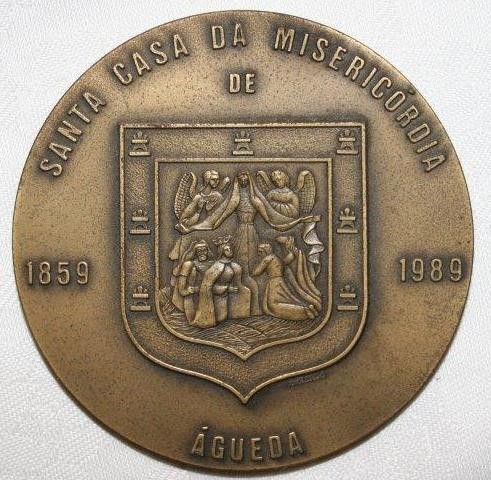 SANTA CASA DA MISERICÓRDIA
DE
1859 1989
ÁGUEDA